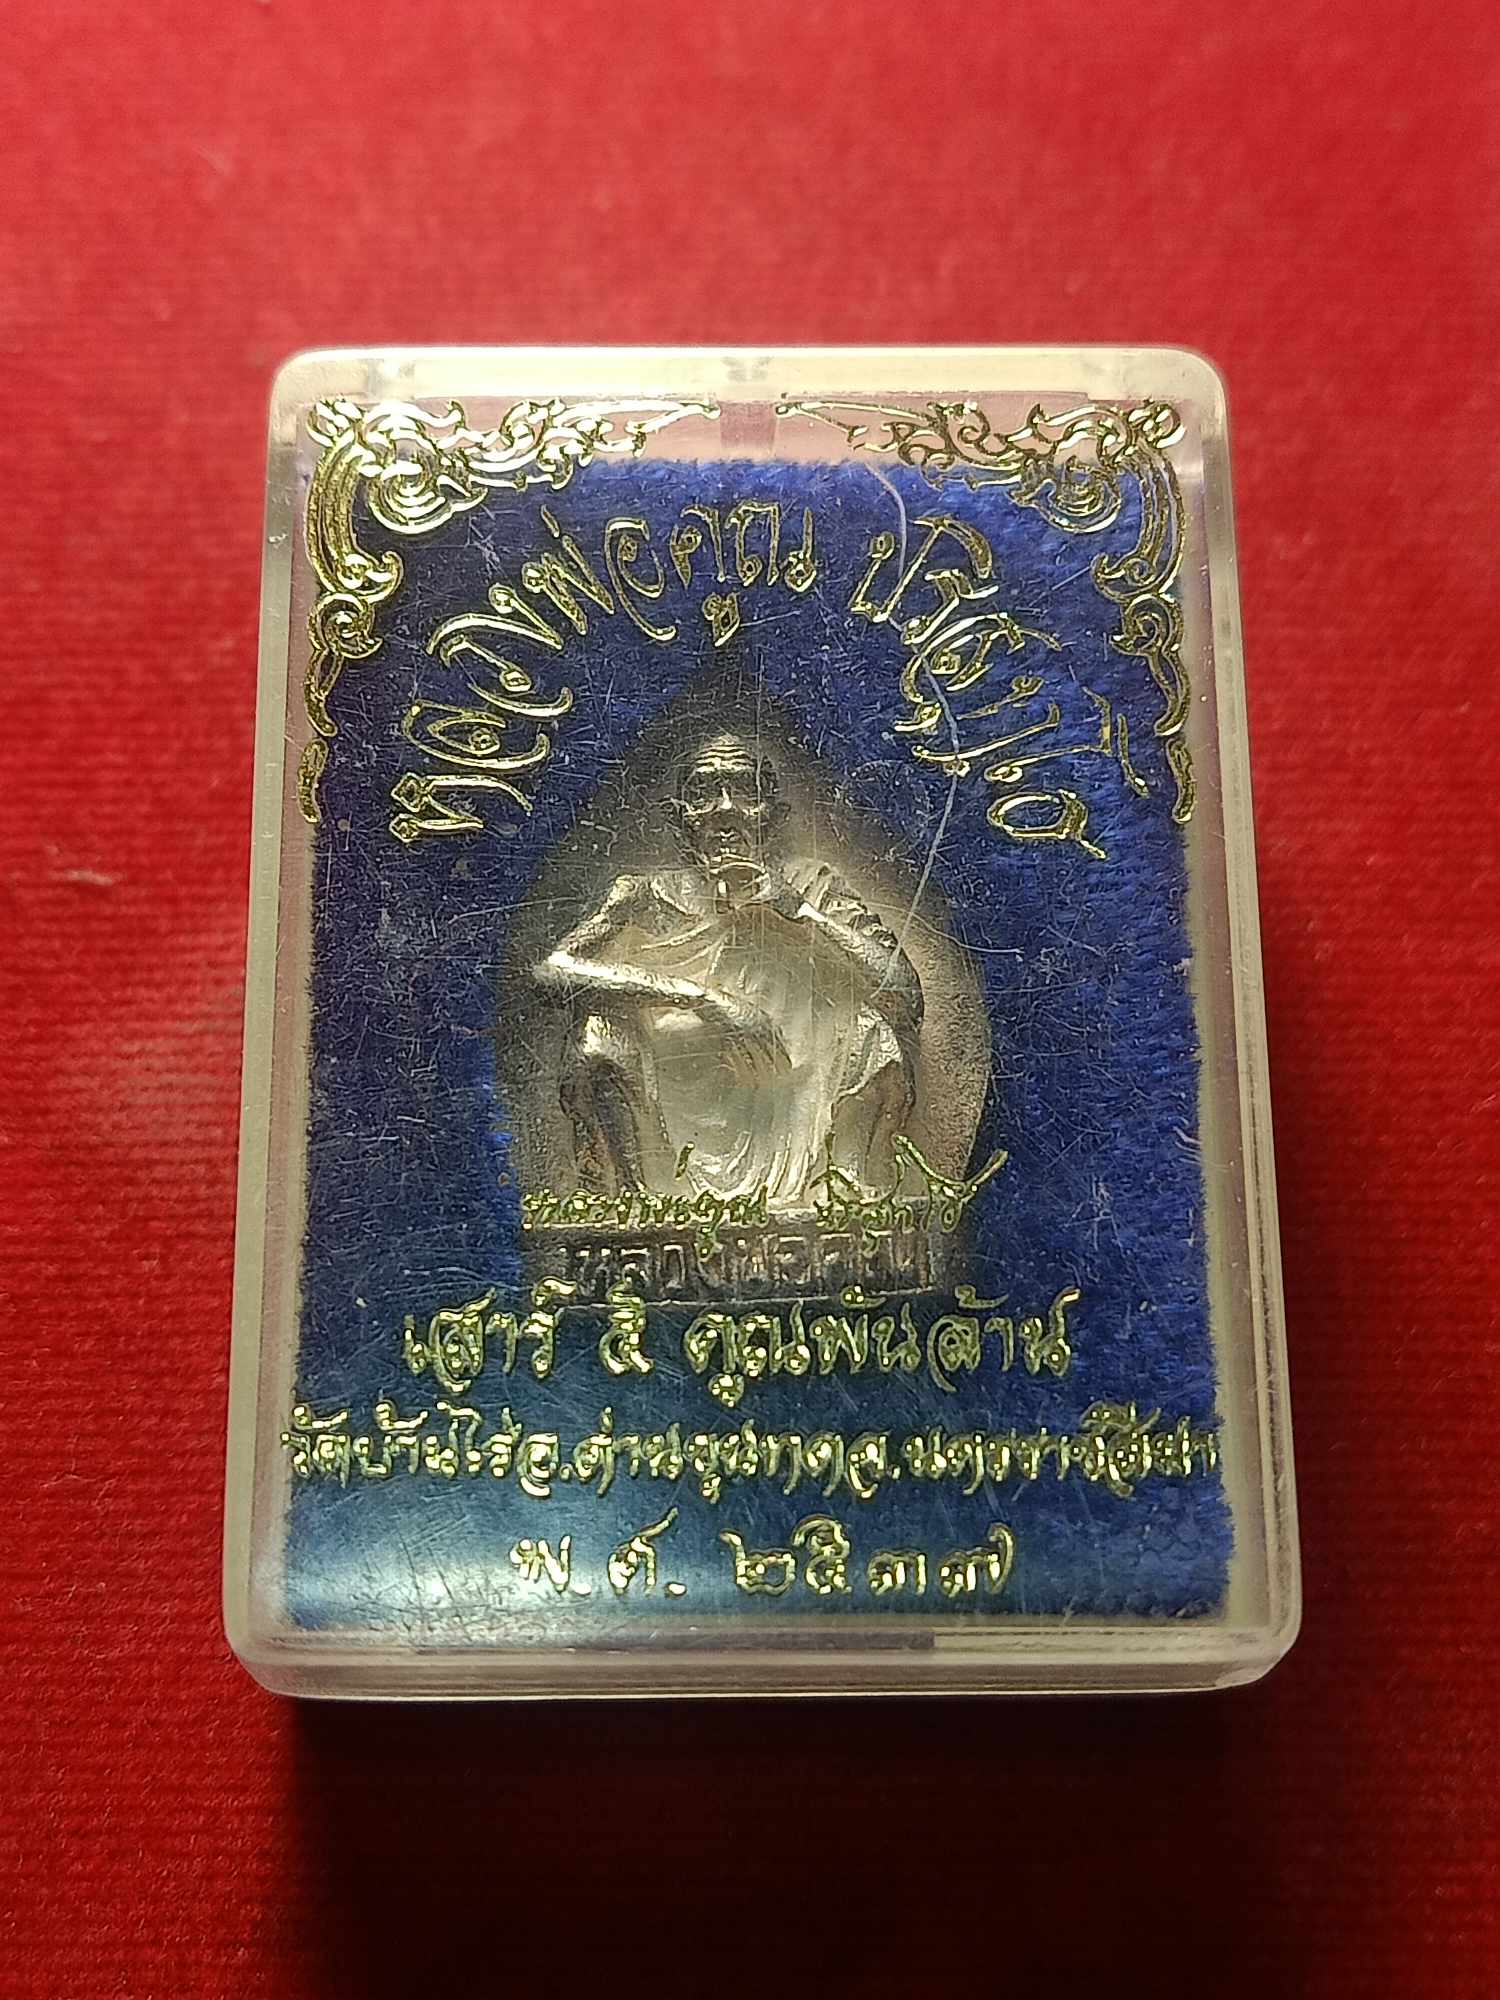 หลวงพ่อคูณ ปริสุทโธ
หลวงพ่อคูณ
เสาร์ ๕ คูณพันล้าน
วัดบ้านไร่ อ.ด่านขุนทด จ.นครราชสีมา
พ.ศ. ๒๕๓๗